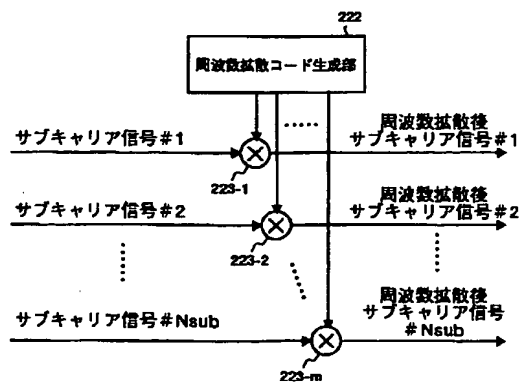 222
周波数拡散コード生成部
サブキャリア信号#1
周波数拡散後
サブキャリア信号#1
223-1
サブキャリア信号#2
周波数拡散後
サブキャリア信号#2
223-2
サブキャリア信号#Nsub
周波数拡散後
サブキャリア信号
#Nsub
223-m